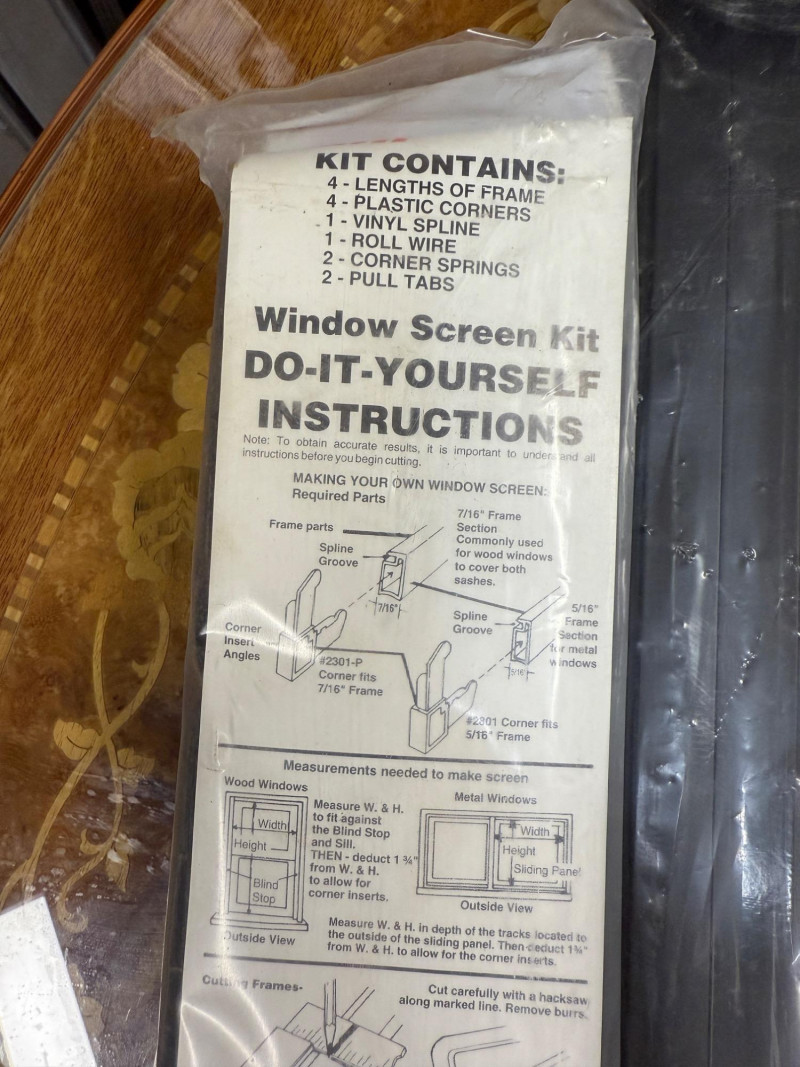 KIT CONTAINS:
4 - LENGTHS OF FRAME
4 - PLASTIC CORNERS
1 - VINYL SPLINE
1 - ROLL WIRE
2 - CORNER SPRINGS
2 - PULL TABS
Window Screen Kit
DO-IT-YOURSELF
INSTRUCTIONS
Note: To obtain accurate results, it is important to understand all
instructions before you begin cutting.
MAKING YOUR OWN WINDOW SCREEN:
Required Parts
Frame parts
Spline
Groove
7/16" Frame
Section
Commonly used
for wood windows
to cover both
sashes.
7/16"
Spline
Groove
5/16"
Frame
Section
for metal
windows
5/16"
Corner
Insert
Angles
#2301-P
Corner fits
7/16" Frame
#2801 Corner fits
5/16" Frame
Measurements needed to make screen
Wood Windows
Width
Height
Blind
Stop
Outside View
Measure W. & H.
to fit against
the Blind Stop
and Sill.
THEN - deduct 1 ¾"
from W. & H.
to allow for
corner inserts.
Metal Windows
Width
Height
Sliding Panel
Outside View
Measure W. & H. in depth of the tracks located to
the outside of the sliding panel. Then deduct 1¾"
from W. & H. to allow for the corner inserts.
Cutting Frames-
Cut carefully with a hacksaw
along marked line. Remove burrs.